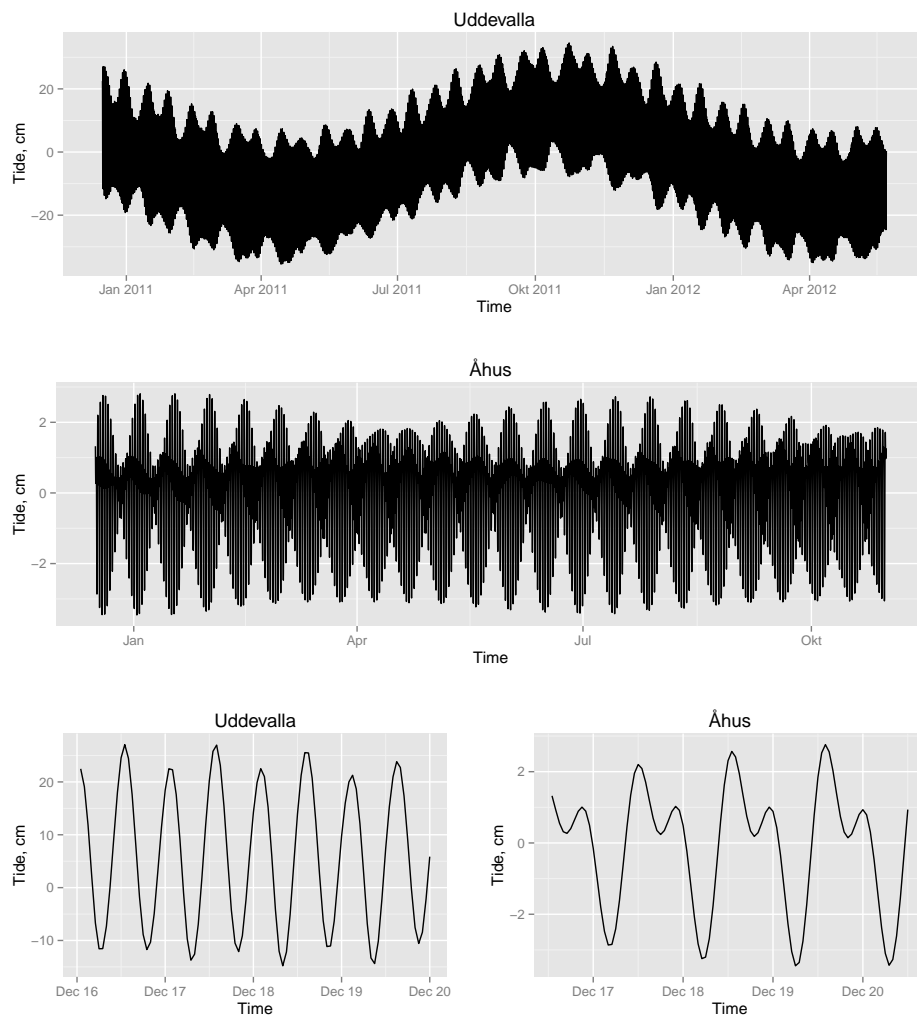 Uddevalla
Tide, cm
20
0
−20
Jan 2011 Apr 2011 Jul 2011 Okt 2011 Jan 2012 Apr 2012
Time
Åhus
Tide, cm
2
0
−2
Jan Apr Jul Okt
Time
Uddevalla
Tide, cm
20
10
0
−10
Dec 16 Dec 17 Dec 18 Dec 19 Dec 20
Time
Åhus
Tide, cm
2
0
−2
Dec 17 Dec 18 Dec 19 Dec 20
Time